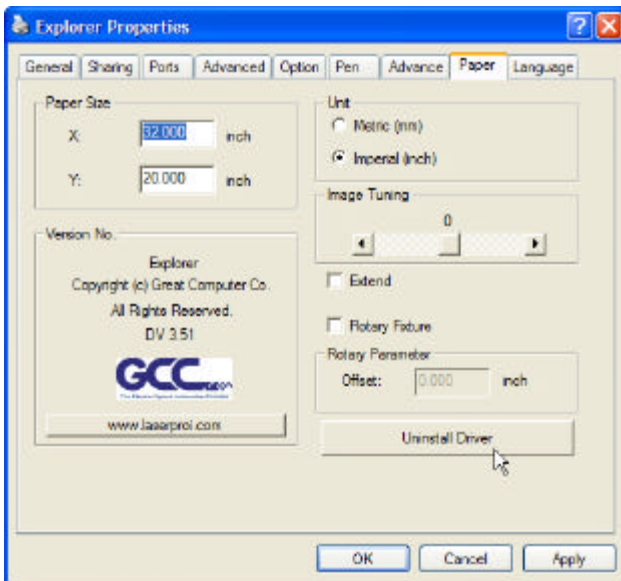 Explorer Properties
General Sharing Ports Advanced Option Pen Advance Paper Language
Paper Size
X: 32.000 inch
Y: 20.000 inch
Unit
Metric (mm)
Imperial (inch)
Image Tuning
0
Extend
Rotary Fixture
Rotary Parameter
Offset: 0.000 inch
Uninstall Driver
Version No.
Explorer
Copyright (c) Great Computer Co.
All Rights Reserved.
DV 3.51
GCC
www.laserproi.com
OK Cancel Apply